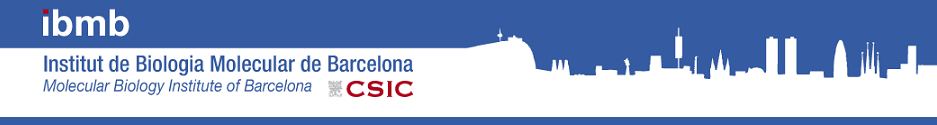 ibmb
Institut de Biologia Molecular de Barcelona
Molecular Biology Institute of Barcelona CSIC